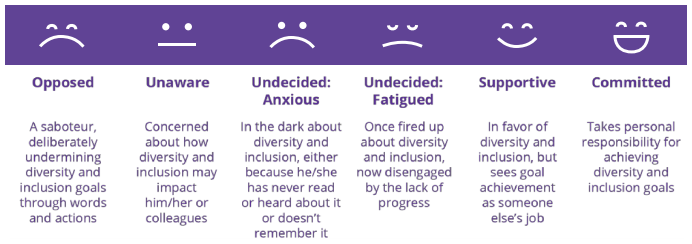 Opposed
A saboteur,
deliberately
undermining
diversity and
inclusion goals
through words
and actions
Unaware
Concerned
about how
diversity and
inclusion may
impact
him/her or
colleagues
Undecided:
Anxious
In the dark about
diversity and
inclusion, either
because he/she
has never read
or heard about it
or doesn't
remember it
Undecided:
Fatigued
Once fired up
about diversity
and inclusion,
now disengaged
by the lack of
progress
Supportive
In favor of
diversity and
inclusion, but
sees goal
achievement
as someone
else's job
Committed
Takes personal
responsibility for
achieving
diversity and
inclusion goals